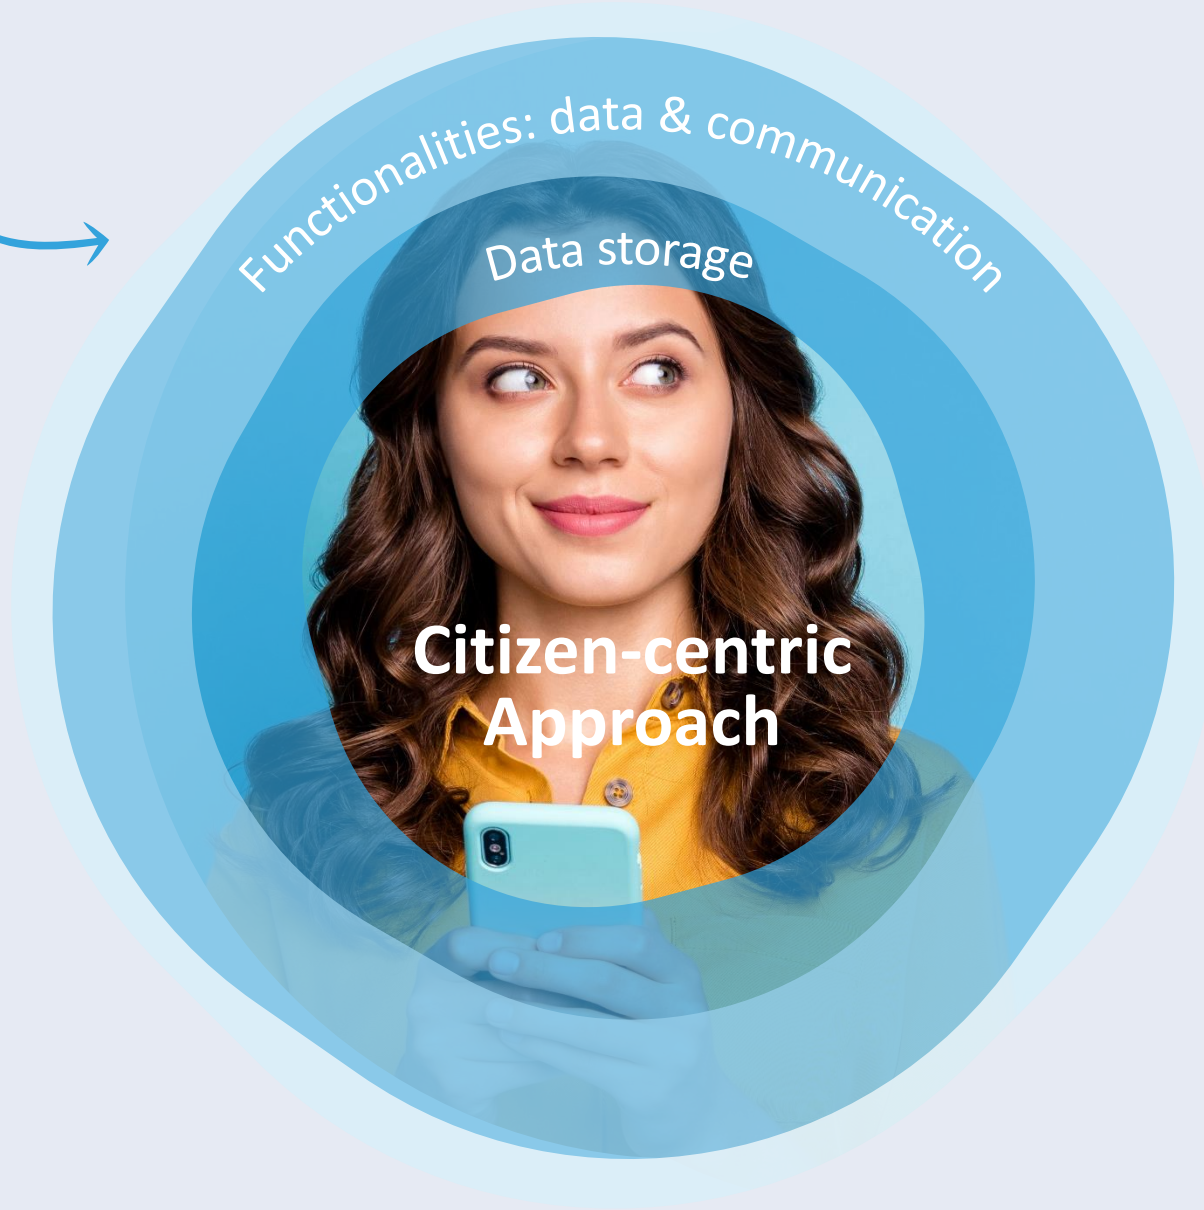 Functionalities: data & communication
Data storage
Citizen-centric
Approach